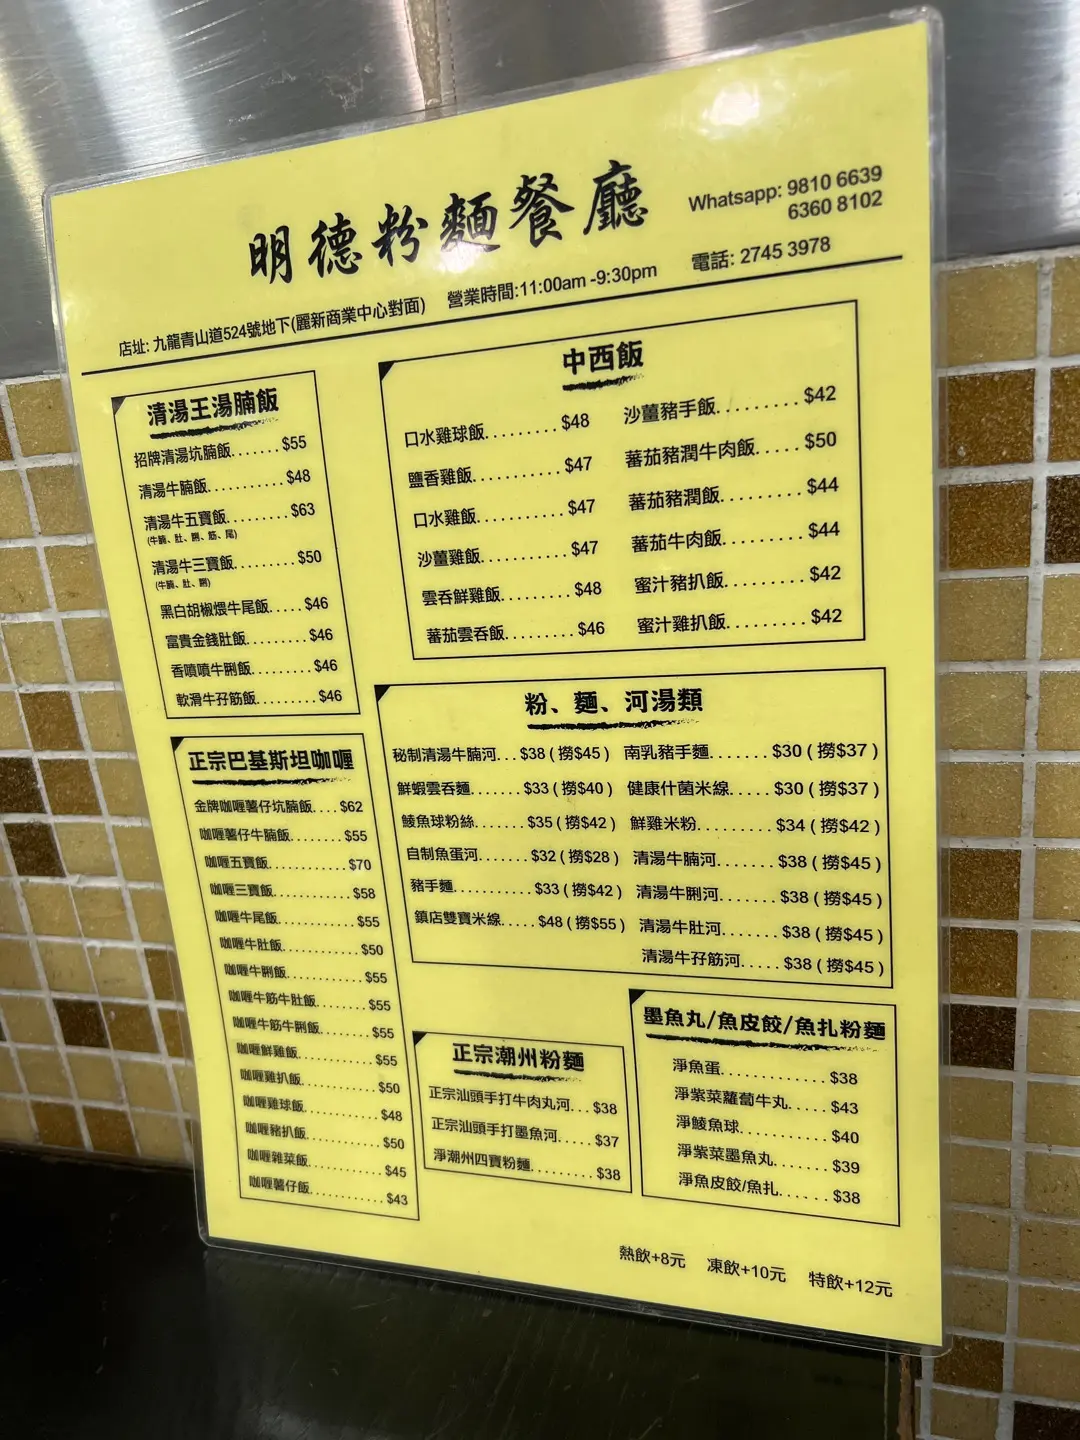 明德粉麵餐廳
Whatsapp: 9810 6639
6360 8102
店址: 九龍青山道524號地下(麗新商業中心對面) 營業時間:11:00am -9:30pm 電話: 2745 3978
清湯王湯腩飯
招牌清湯坑腩飯.......$55
清湯牛腩飯...........$48
清湯牛五寶飯.........$63
(牛腩、肚、脷、筋、尾)
清湯牛三寶飯.........$50
(牛腩、肚、脷)
黑白胡椒煨牛尾飯.....$46
富貴金錢肚飯.........$46
香噴噴牛脷飯.........$46
軟滑牛孖筋飯.........$46
中西飯
口水雞球飯.........$48
鹽香雞飯..........$47
口水雞飯..........$47
沙薑雞飯..........$47
雲吞鮮雞飯.........$48
蕃茄雲吞飯.........$46
沙薑豬手飯.........$42
蕃茄豬潤牛肉飯.....$50
蕃茄豬潤飯.........$44
蕃茄牛肉飯.........$44
蜜汁豬扒飯.........$42
蜜汁雞扒飯.........$42
正宗巴基斯坦咖喱
金牌咖喱薯仔坑腩飯....$62
咖喱薯仔牛腩飯.......$55
咖喱五寶飯..........$70
咖喱三寶飯..........$58
咖喱牛尾飯..........$55
咖喱牛肚飯..........$50
咖喱牛脷飯..........$55
咖喱牛筋牛肚飯.......$55
咖喱牛筋牛脷飯.......$55
咖喱鮮雞飯..........$55
咖喱雞扒飯..........$50
咖喱雞球飯..........$48
咖喱豬扒飯..........$50
咖喱雜菜飯..........$45
咖喱薯仔飯..........$43
粉、麵、河湯類
秘制清湯牛腩河...$38 ( 撈$45 )
鮮蝦雲吞麵.......$33 ( 撈$40 )
鯪魚球粉絲.......$35 ( 撈$42 )
自制魚蛋河.......$32 ( 撈$28 )
豬手麵..........$33 ( 撈$42 )
鎮店雙寶米線.....$48 ( 撈$55 )
南乳豬手麵.......$30 ( 撈$37 )
健康什菌米線.....$30 ( 撈$37 )
鮮雞米粉.........$34 ( 撈$42 )
清湯牛腩河.......$38 ( 撈$45 )
清湯牛脷河.......$38 ( 撈$45 )
清湯牛肚河.......$38 ( 撈$45 )
清湯牛孖筋河.....$38 ( 撈$45 )
正宗潮州粉麵
正宗汕頭手打牛肉丸河...$38
正宗汕頭手打墨魚河.....$37
淨潮州四寶粉麵.........$38
墨魚丸/魚皮餃/魚扎粉麵
淨魚蛋.............$38
淨紫菜蘿蔔牛丸.....$43
淨鯪魚球...........$40
淨紫菜墨魚丸.......$39
淨魚皮餃/魚扎......$38
熱飲+8元 凍飲+10元 特飲+12元